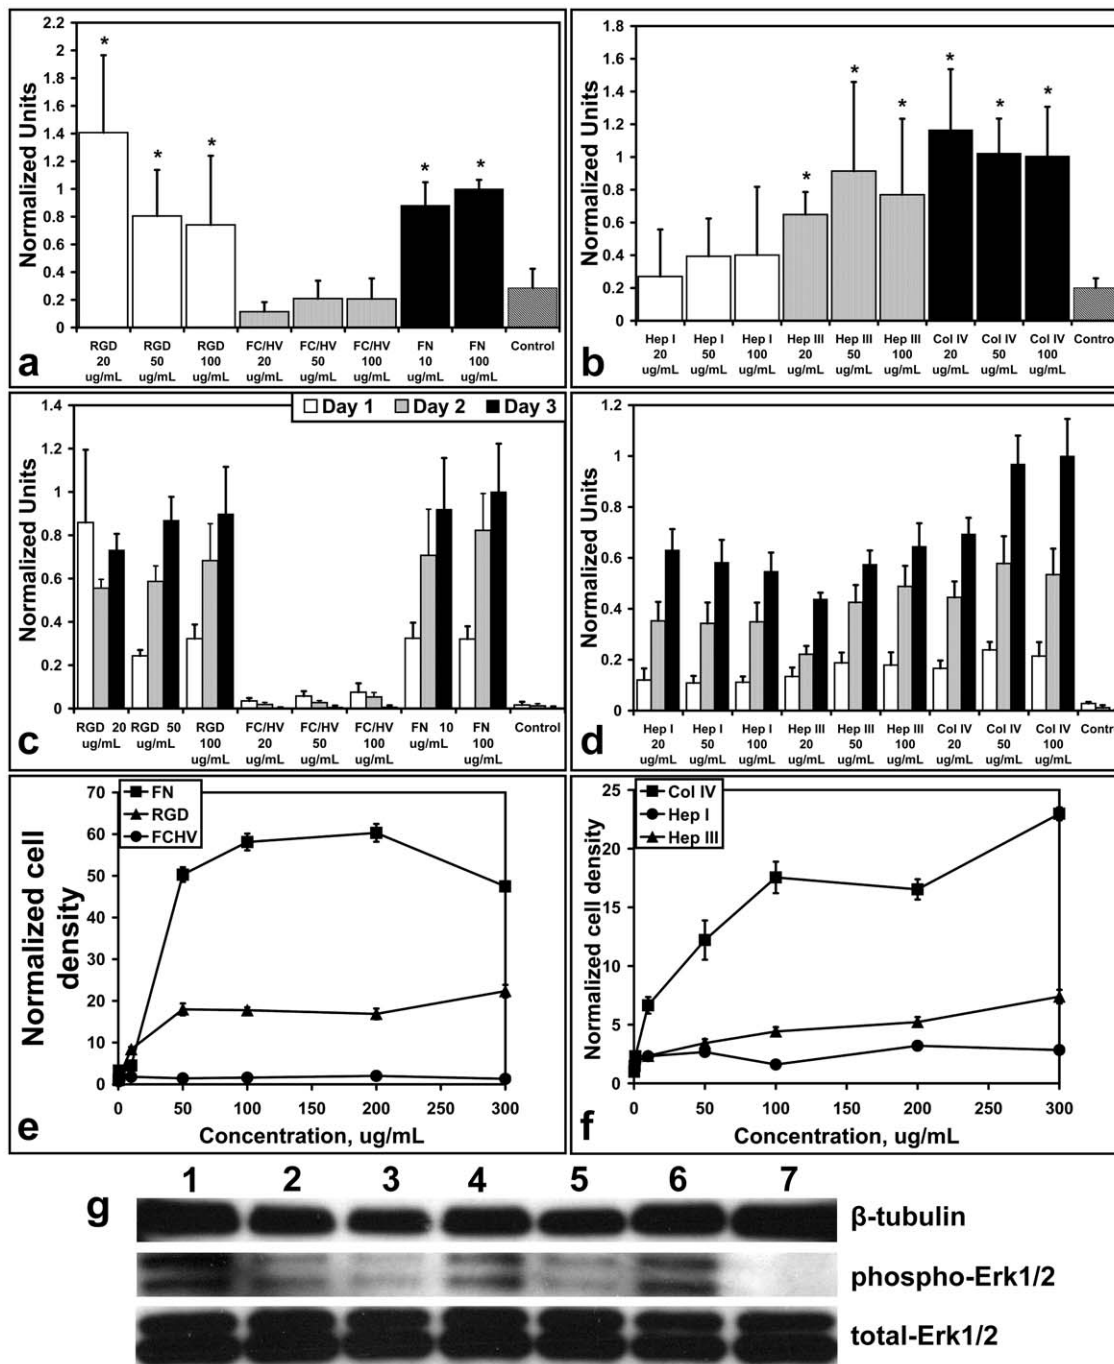 Normalized Units
2.2
2
1.8
1.6
1.4
1.2
1
0.8
0.6
0.4
0.2
0
* * * * *
RGD RGD RGD FC/HV FC/HV FC/HV FN FN Control
20 50 100 20 50 100 10 100
ug/mL ug/mL ug/mL ug/mL ug/mL ug/mL ug/mL ug/mL
a
Normalized Units
1.8
1.6
1.4
1.2
1
0.8
0.6
0.4
0.2
0
* * * * * *
Hep I Hep I Hep I Hep III Hep III Hep III Col IV Col IV Col IV Control
20 50 100 20 50 100 20 50 100
ug/mL ug/mL ug/mL ug/mL ug/mL ug/mL ug/mL ug/mL ug/mL
b
Day 1 Day 2 Day 3
Normalized Units
1.4
1.2
1
0.8
0.6
0.4
0.2
0
RGD 20 RGD 50 RGD FC/HV FC/HV FC/HV FN 10 FN Control
ug/mL ug/mL 100 20 50 100 ug/mL 100
ug/mL ug/mL ug/mL ug/mL ug/mL
c
Normalized Units
1.2
1
0.8
0.6
0.4
0.2
0
Hep I Hep I Hep I Hep III Hep III Hep III Col IV Col IV Col IV Contr
20 50 100 20 50 100 20 50 100
ug/mL ug/mL ug/mL ug/mL ug/mL ug/mL ug/mL ug/mL ug/mL
d
FN
RGD
FCHV
Normalized cell
density
70
60
50
40
30
20
10
0
0 50 100 150 200 250 300
Concentration, ug/mL
e
Col IV
Hep I
Hep III
Normalized cell density
25
20
15
10
5
0
0 50 100 150 200 250 300
Concentration, ug/mL
f
1 2 3 4 5 6 7
g
β-tubulin
phospho-Erk1/2
total-Erk1/2